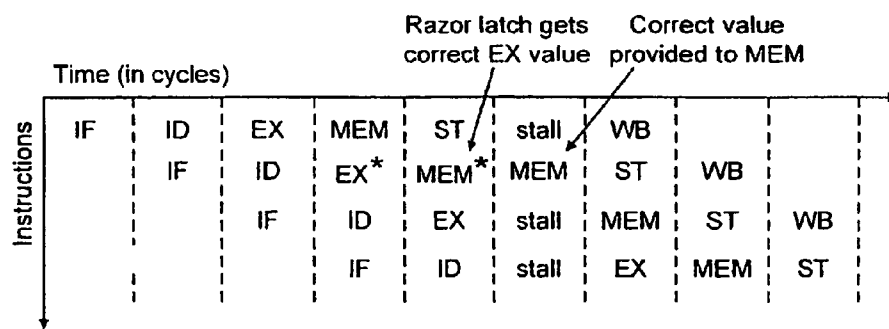 Razor latch gets
correct EX value
Correct value
provided to MEM
Time (in cycles)
Instructions
IF ID EX MEM ST stall WB
IF ID EX* MEM* MEM ST WB
IF ID EX stall MEM ST WB
IF ID stall EX MEM ST